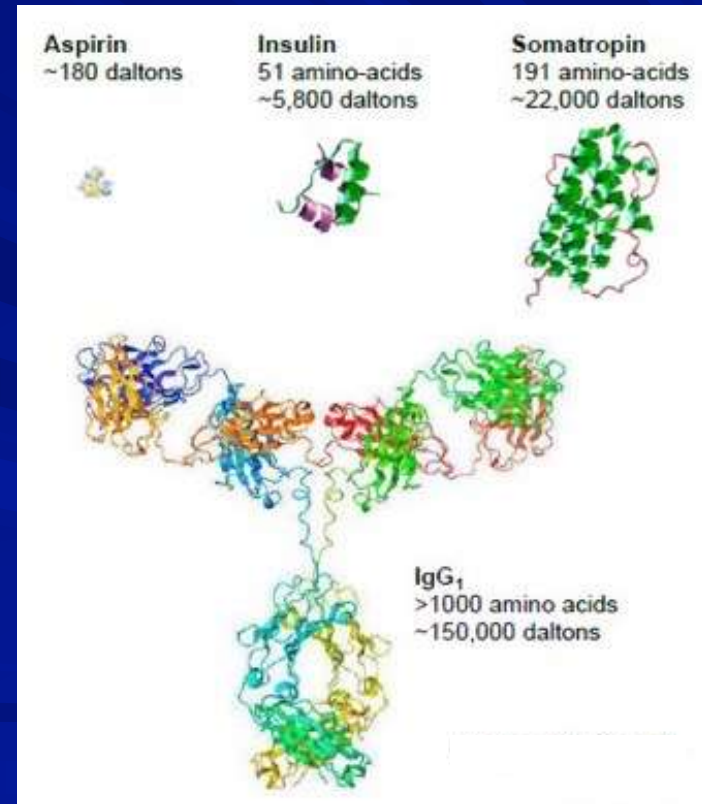 Aspirin
~180 daltons
Insulin
51 amino-acids
~5,800 daltons
Somatropin
191 amino-acids
~22,000 daltons
IgG₁
>1000 amino acids
~150,000 daltons